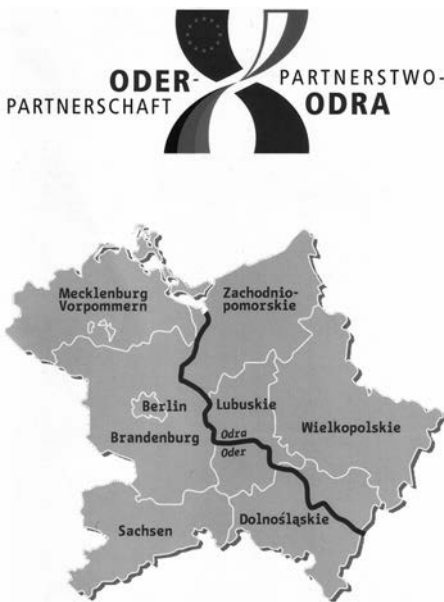 ODER-
PARTNERSCHAFT
PARTNERSTWO-
ODRA
Mecklenburg
Vorpommern
Zachodnio-
pomorskie
Berlin
Lubuskie
Brandenburg
Wielkopolskie
Odra
Oder
Sachsen
Dolnośląskie